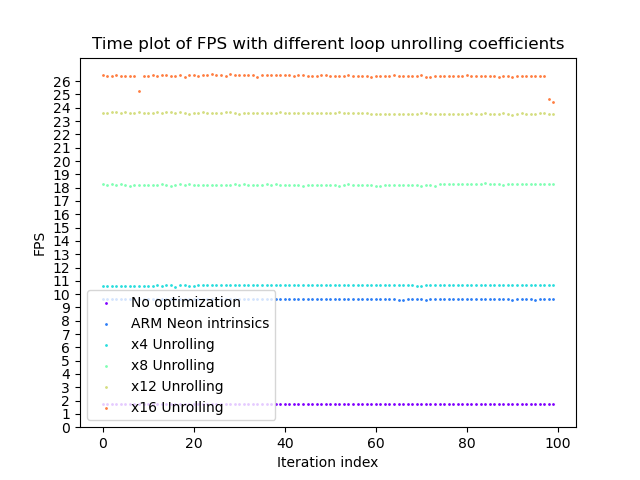 Time plot of FPS with different loop unrolling coefficients
26
25
24
23
22
21
20
19
18
17
16
15
14
13
12
11
10
9
8
7
6
5
4
3
2
1
0
FPS
No optimization
ARM Neon intrinsics
x4 Unrolling
x8 Unrolling
x12 Unrolling
x16 Unrolling
0 20 40 60 80 100
Iteration index